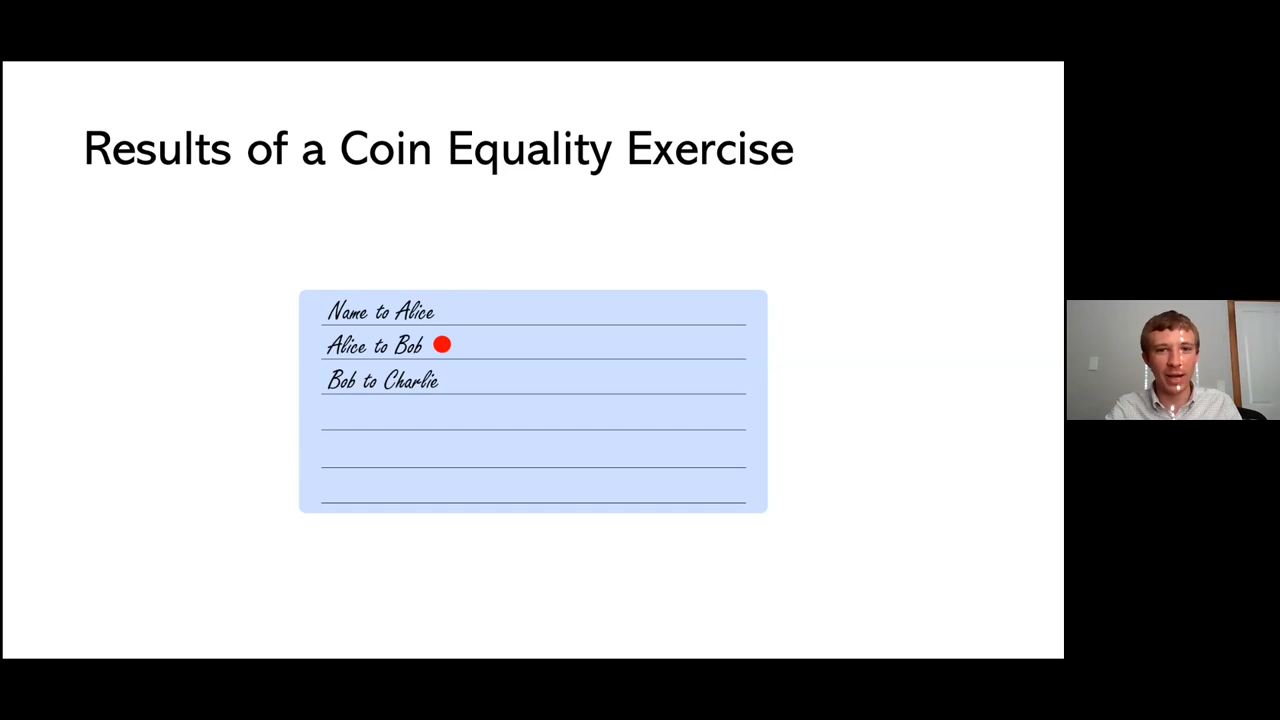 Results of a Coin Equality Exercise
Name to Alice
Alice to Bob
Bob to Charlie